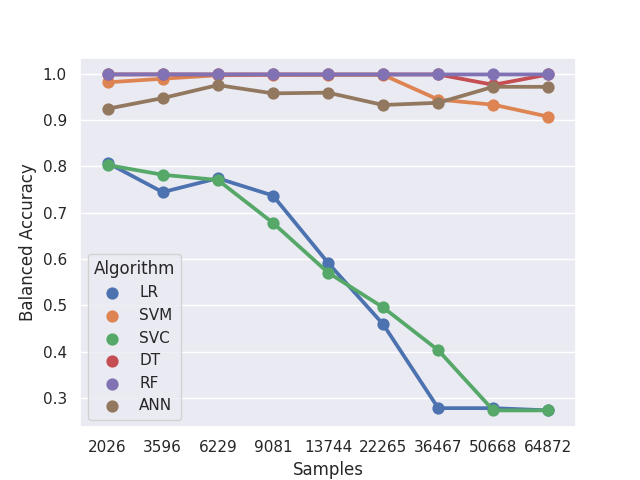 1.0
0.9
0.8
0.7
0.6
0.5
0.4
0.3
Balanced Accuracy
Algorithm
LR
SVM
SVC
DT
RF
ANN
2026 3596 6229 9081 13744 22265 36467 50668 64872
Samples